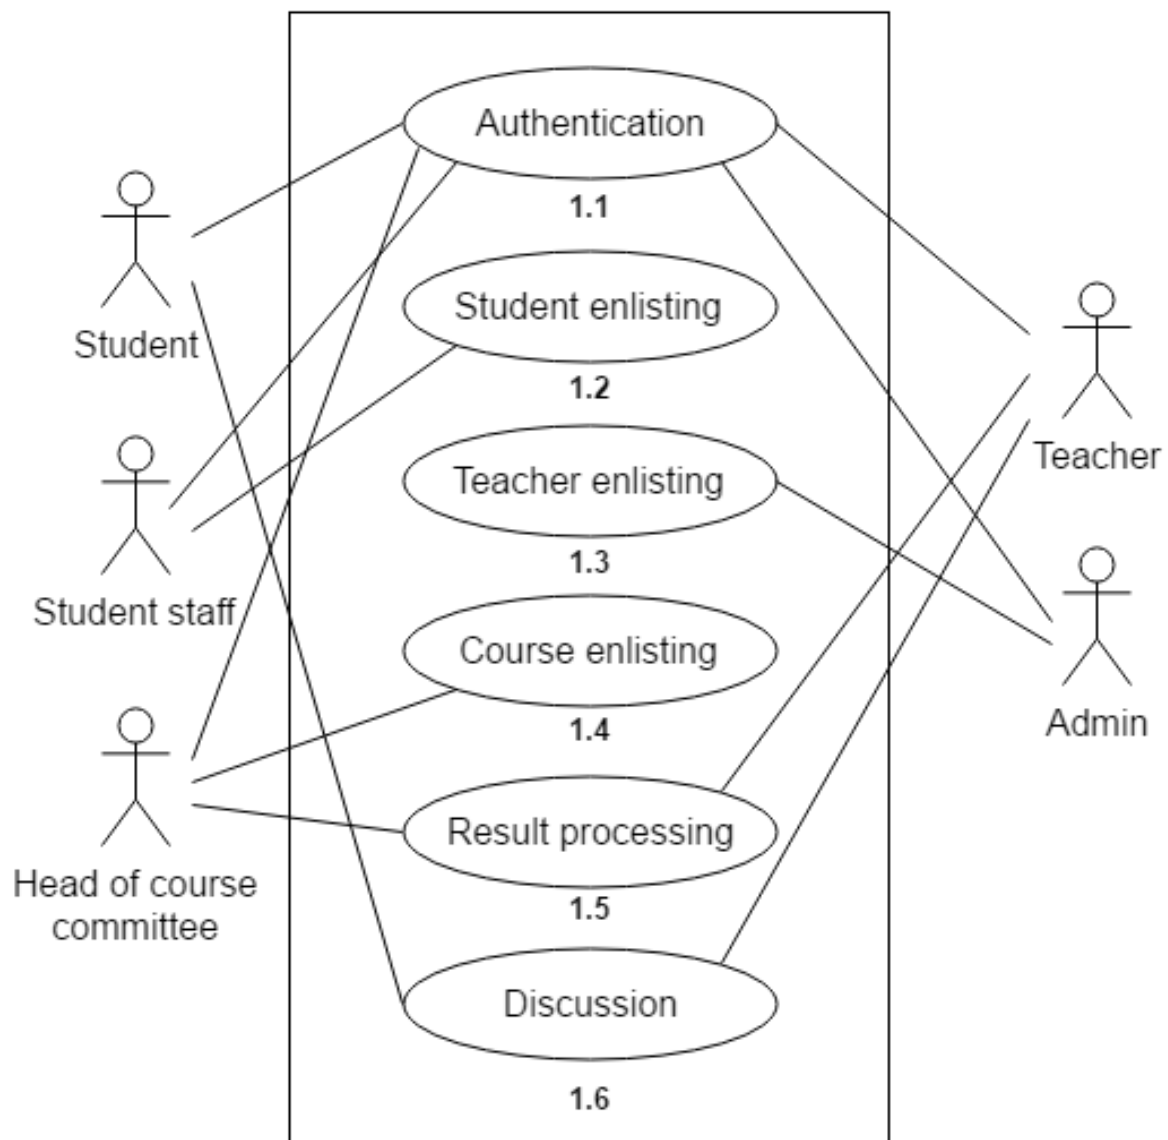 Authentication
1.1
Student enlisting
1.2
Teacher enlisting
1.3
Course enlisting
1.4
Result processing
1.5
Discussion
1.6
Student
Student staff
Head of course
committee
Teacher
Admin